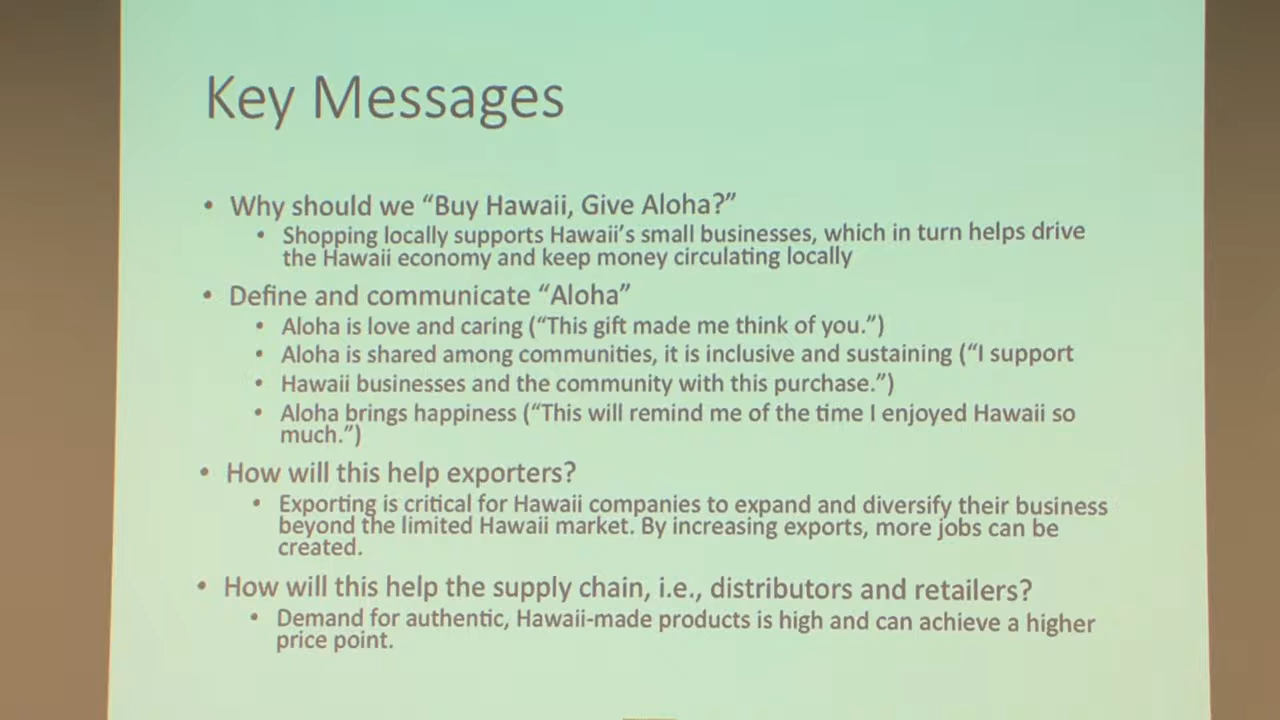 Key Messages
• Why should we “Buy Hawaii, Give Aloha?”
• Shopping locally supports Hawaii’s small businesses, which in turn helps drive
the Hawaii economy and keep money circulating locally
• Define and communicate “Aloha”
• Aloha is love and caring (“This gift made me think of you.”)
• Aloha is shared among communities, it is inclusive and sustaining (“I support
• Hawaii businesses and the community with this purchase.”)
• Aloha brings happiness (“This will remind me of the time I enjoyed Hawaii so
much.”)
• How will this help exporters?
• Exporting is critical for Hawaii companies to expand and diversify their business
beyond the limited Hawaii market. By increasing exports, more jobs can be
created.
• How will this help the supply chain, i.e., distributors and retailers?
• Demand for authentic, Hawaii-made products is high and can achieve a higher
price point.